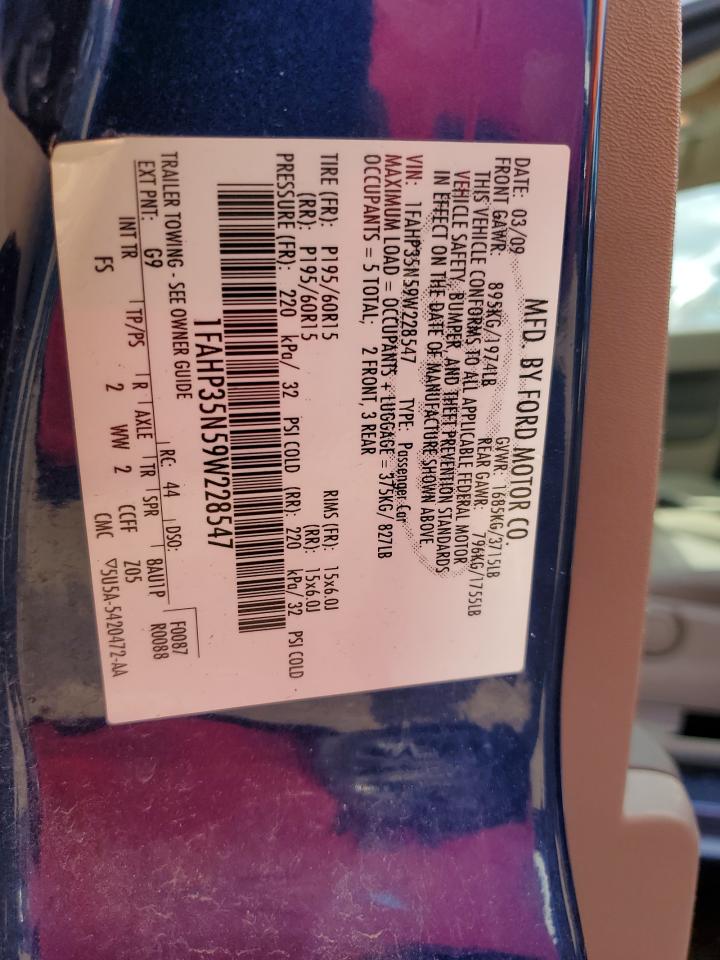 MFD. BY FORD MOTOR CO.
DATE: 03/09 GVWR: 1685KG/3715LB
FRONT GAWR: 895KG/1974LB REAR GAWR: 796KG/1755LB
THIS VEHICLE CONFORMS TO ALL APPLICABLE FEDERAL MOTOR
VEHICLE SAFETY, BUMPER, AND THEFT PREVENTION STANDARDS
IN EFFECT ON THE DATE OF MANUFACTURE SHOWN ABOVE
VIN: 1FAHP35N59W228547 TYPE: Passenger Car
MAXIMUM LOAD = OCCUPANTS + LUGGAGE = 375KG/ 827LB
OCCUPANTS = 5 TOTAL, 2 FRONT, 3 REAR
TIRE (FR): P195/60R15 RIMS (FR): 15x6.0J
(RR): P195/60R15 (RR): 15x6.0J
PRESSURE (FR): 220 kPa/ 32 PSI COLD (RR): 220 kPa/ 32 PSI COLD
1FAHP35N59W228547
TRAILER TOWING - SEE OWNER GUIDE
F0087
R0088
EXT PNT: G9 RC: 44 DSO:
INT TR TP/PS R AXLE TR SPR 8AU1P
FS 2 WW 2 CCFF Z05
CMC ▽5U5A-5420472-AA